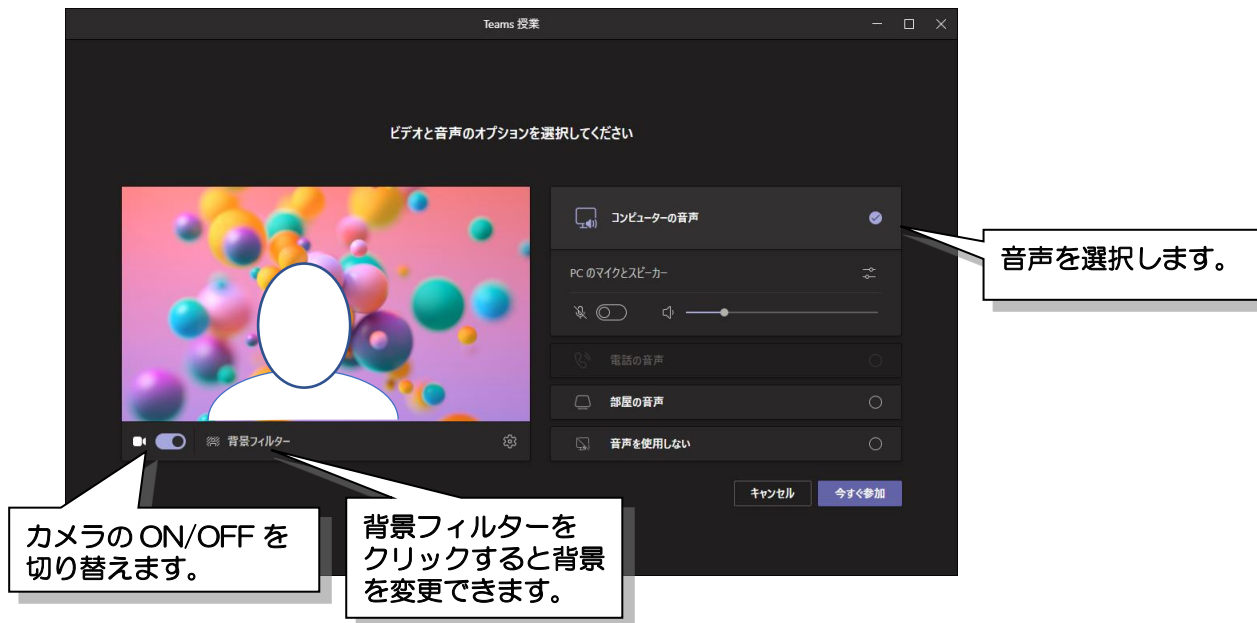 Teams 授業
ビデオと音声のオプションを選択してください
コンピューターの音声
PC のマイクとスピーカー
電話の音声
部屋の音声
音声を使用しない
背景フィルター
キャンセル
今すぐ参加
音声を選択します。
カメラの ON/OFF を
切り替えます。
背景フィルターを
クリックすると背景
を変更できます。